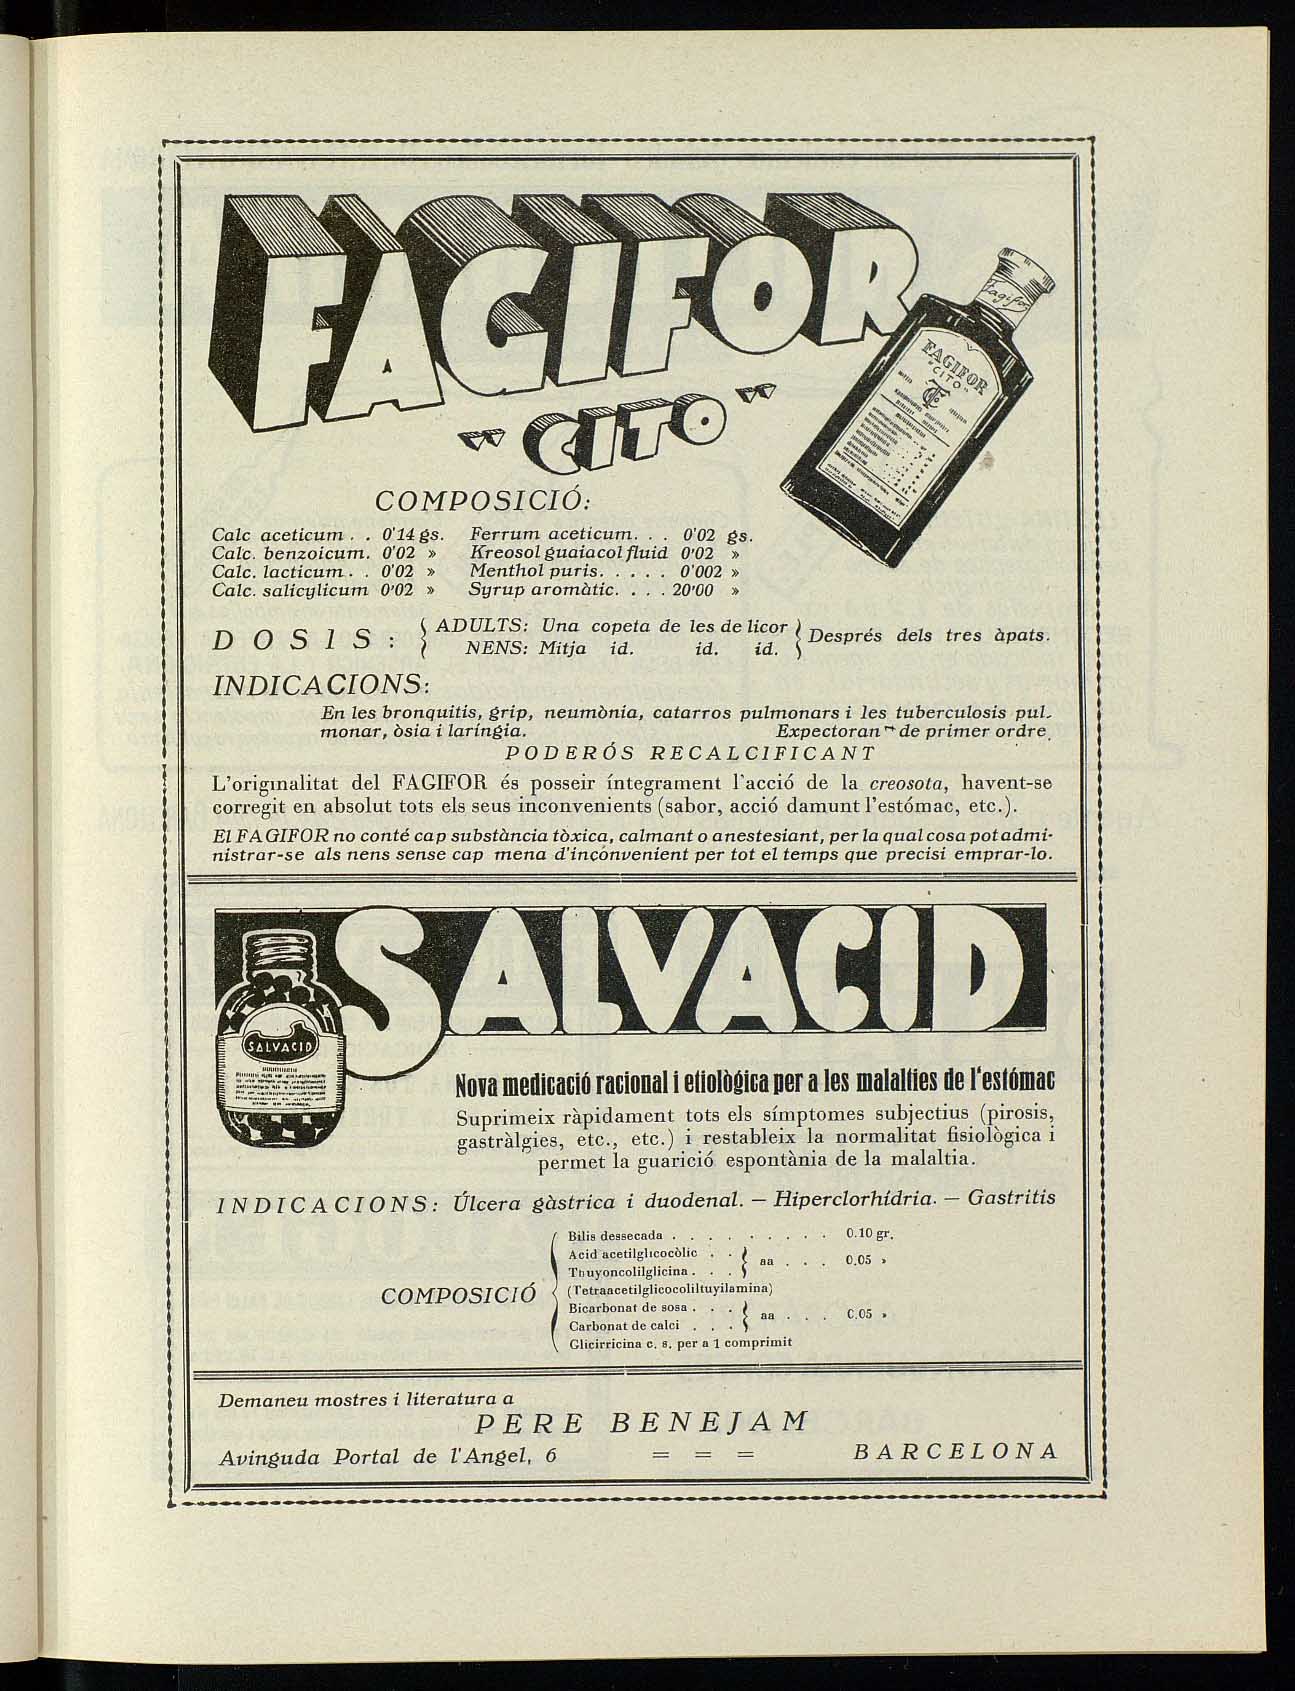 FAGIFOR
"CITO"
Fagifor
FAGIFOR
"CITO"
COMPOSICIÓ:
Calc aceticum . . 0'14 gs. Ferrum aceticum. . . 0'02 gs.
Calc. benzoicum. 0'02 » Kreosol guaiacol fluid 0'02 »
Calc. lacticum. . 0'02 » Menthol puris. . . . . 0'002 »
Calc. salicylicum 0'02 » Syrup aromàtic. . . . 20'00 »
DOSIS: ADULTS: Una copeta de les de licor Després dels tres àpats.
NENS: Mitja id. id. id.
INDICACIONS:
En les bronquitis, grip, neumònia, catarros pulmonars i les tuberculosis pul-
monar, òsia i laríngia. Expectoran de primer ordre.
PODERÓS RECALCIFICANT
L'originalitat del FAGIFOR és posseir íntegrament l'acció de la creosota, havent-se
corregit en absolut tots els seus inconvenients (sabor, acció damunt l'estómac, etc.).
El FAGIFOR no conté cap substància tòxica, calmant o anestesiant, per la qual cosa pot admi-
nistrar-se als nens sense cap mena d'inconvenient per tot el temps que precisi emprar-lo.
SALVACID
SALVACID
Nova medicació racional i etiològica per a les malalties de l'estómac
Suprimeix ràpidament tots els símptomes subjectius (pirosis,
gastràlgies, etc., etc.) i restableix la normalitat fisiològica i
permet la guarició espontània de la malaltia.
INDICACIONS: Úlcera gàstrica i duodenal. — Hiperclorhídria. — Gastritis
COMPOSICIÓ
Bilis dessecada . . . . . . . . . 0.10 gr.
Acid acetilglicocòlic . . aa . . . 0.05 »
Thuyoncolilglicina . . .
(Tetraacetilglicocoliltuyilamina)
Bicarbonat de sosa . . . aa . . . C.05 »
Carbonat de calci . . .
Glicirricina c. s. per a 1 comprimit
Demaneu mostres i literatura a
PERE BENEJAM
Avinguda Portal de l'Angel, 6 = = = BARCELONA